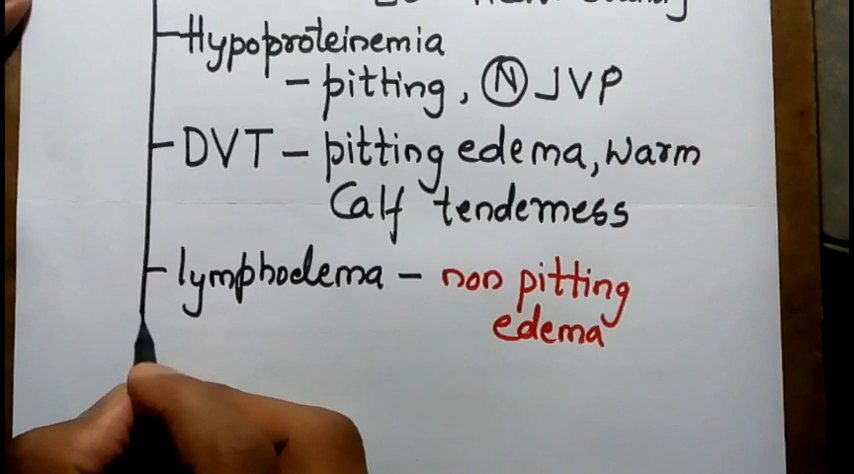 Hypoproteinemia
- pitting, Ⓝ JVP
DVT - pitting edema, warm
Calf tenderness
lymphoedema - non pitting
edema